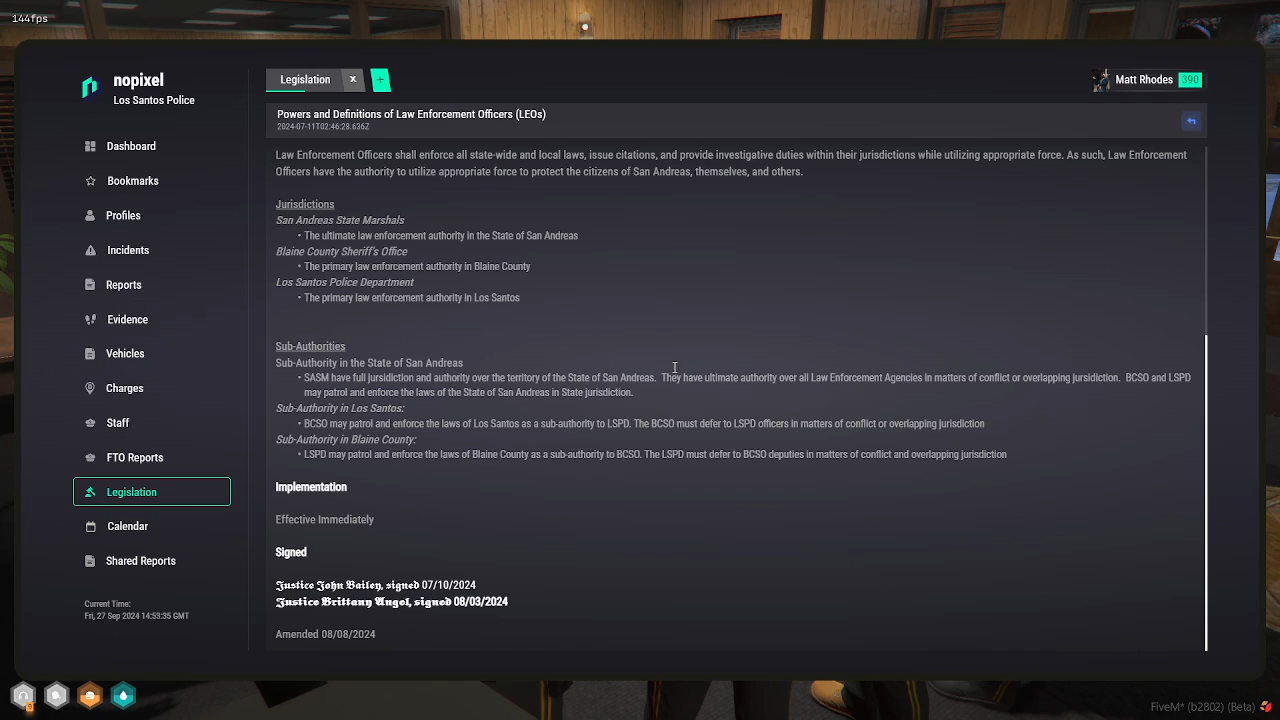 144fps
nopixel
Los Santos Police
Dashboard
Bookmarks
Profiles
Incidents
Reports
Evidence
Vehicles
Charges
Staff
FTO Reports
Legislation
Calendar
Shared Reports
Current Time:
Fri, 27 Sep 2024 14:53:35 GMT
Legislation x +
Matt Rhodes 390
Powers and Definitions of Law Enforcement Officers (LEOs)
2024-07-11T02:46:28.636Z
Law Enforcement Officers shall enforce all state-wide and local laws, issue citations, and provide investigative duties within their jurisdictions while utilizing appropriate force. As such, Law Enforcement
Officers have the authority to utilize appropriate force to protect the citizens of San Andreas, themselves, and others.
Jurisdictions
San Andreas State Marshals
• The ultimate law enforcement authority in the State of San Andreas
Blaine County Sheriff's Office
• The primary law enforcement authority in Blaine County
Los Santos Police Department
• The primary law enforcement authority in Los Santos
Sub-Authorities
Sub-Authority in the State of San Andreas
• SASM have full jursidiction and authority over the territory of the State of San Andreas. They have ultimate authority over all Law Enforcement Agencies in matters of conflict or overlapping jursidiction. BCSO and LSPD
may patrol and enforce the laws of the State of San Andreas in State jurisdiction.
Sub-Authority in Los Santos:
• BCSO may patrol and enforce the laws of Los Santos as a sub-authority to LSPD. The BCSO must defer to LSPD officers in matters of conflict or overlapping jurisdiction
Sub-Authority in Blaine County:
• LSPD may patrol and enforce the laws of Blaine County as a sub-authority to BCSO. The LSPD must defer to BCSO deputies in matters of conflict and overlapping jurisdiction
Implementation
Effective Immediately
Signed
Justice John Bailey, signed 07/10/2024
Justice Brittany Angel, signed 08/03/2024
Amended 08/08/2024
FiveM* (b2802) (Beta)